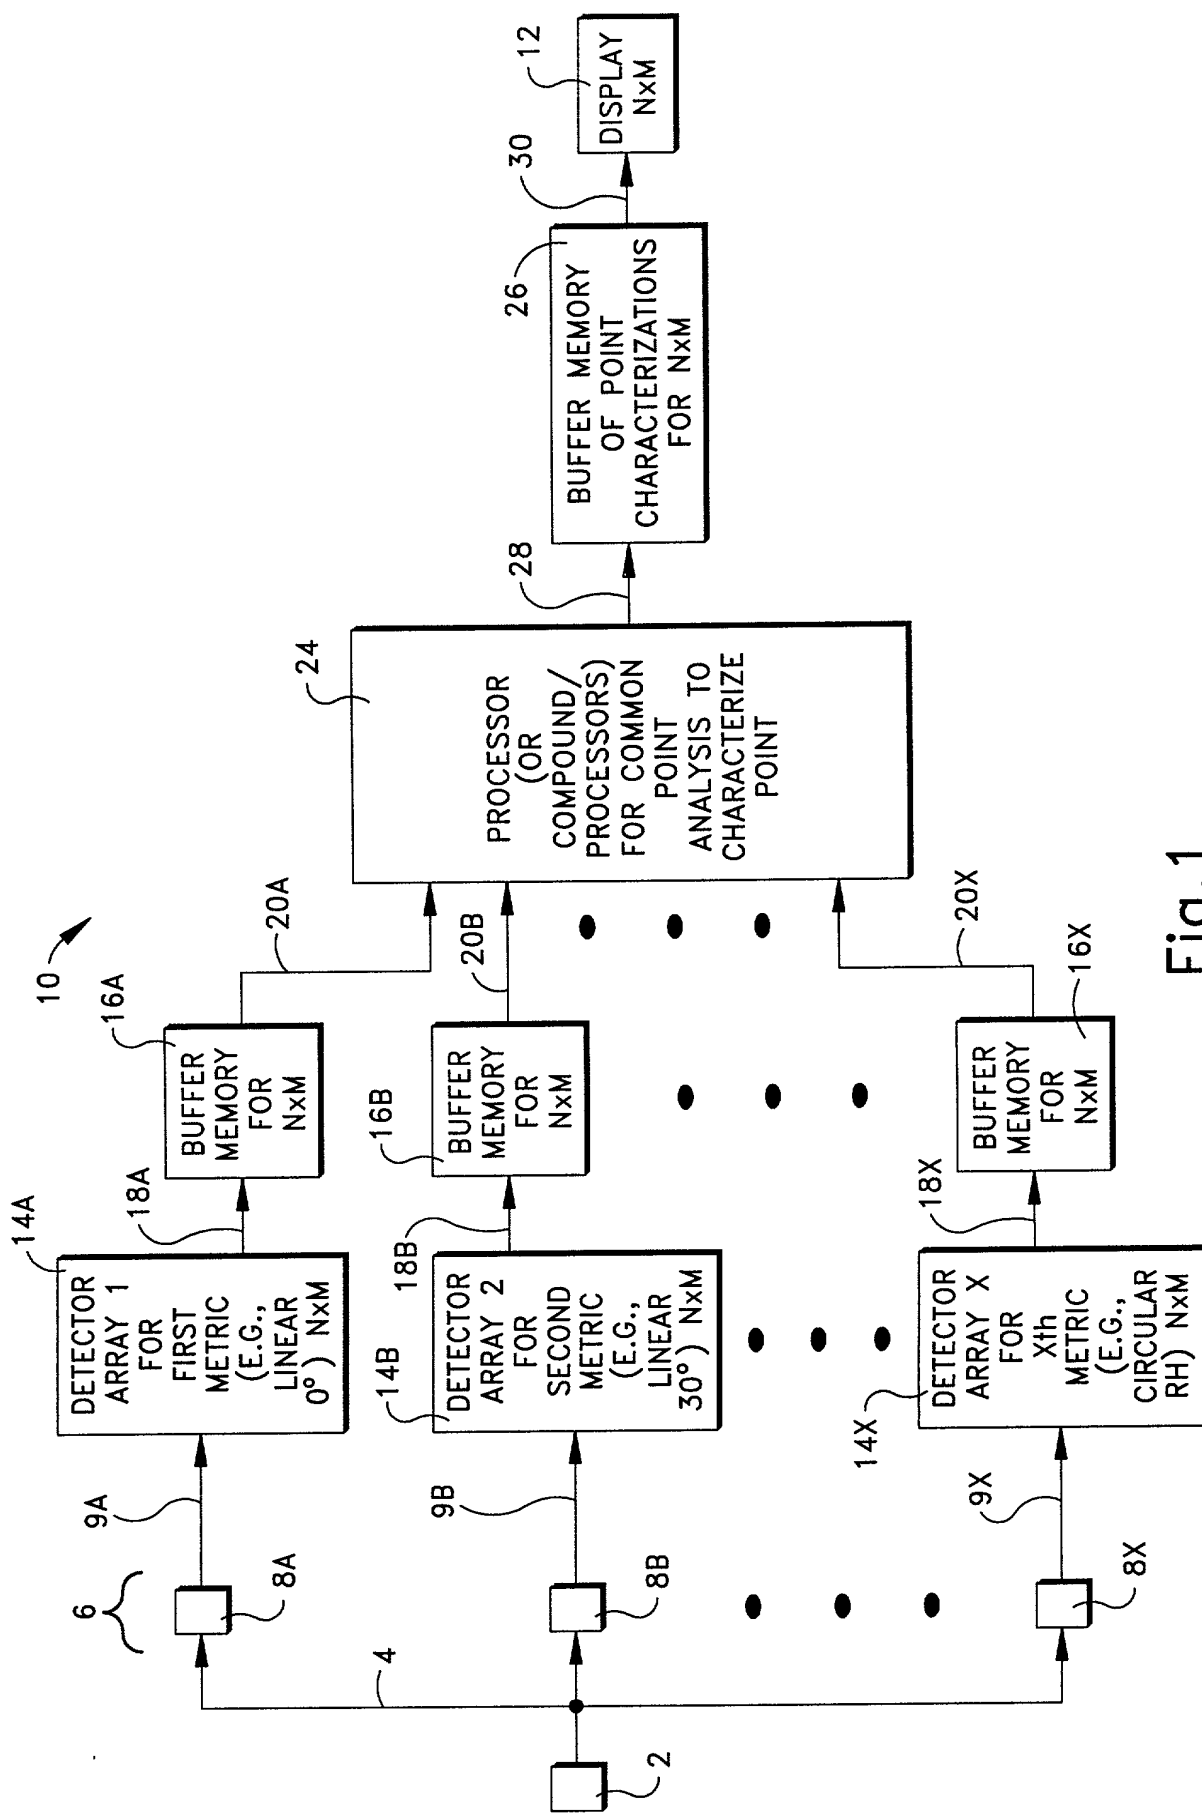 10
6
8A
9A
DETECTOR
ARRAY 1
FOR
FIRST
METRIC
(E.G.,
LINEAR
0°) NxM
14A
18A
BUFFER
MEMORY
FOR
NxM
16A
20A
2
4
8B
9B
DETECTOR
ARRAY 2
FOR
SECOND
METRIC
(E.G.,
LINEAR
30°) NxM
14B
18B
BUFFER
MEMORY
FOR
NxM
16B
20B
8X
9X
DETECTOR
ARRAY X
FOR
Xth
METRIC
(E.G.,
CIRCULAR
RH) NxM
14X
18X
BUFFER
MEMORY
FOR
NxM
16X
20X
PROCESSOR
(OR
COMPOUND/
PROCESSORS)
FOR COMMON
POINT
ANALYSIS TO
CHARACTERIZE
POINT
24
28
BUFFER MEMORY
OF POINT
CHARACTERIZATIONS
FOR NxM
26
30
DISPLAY
NxM
12
Fig. 1